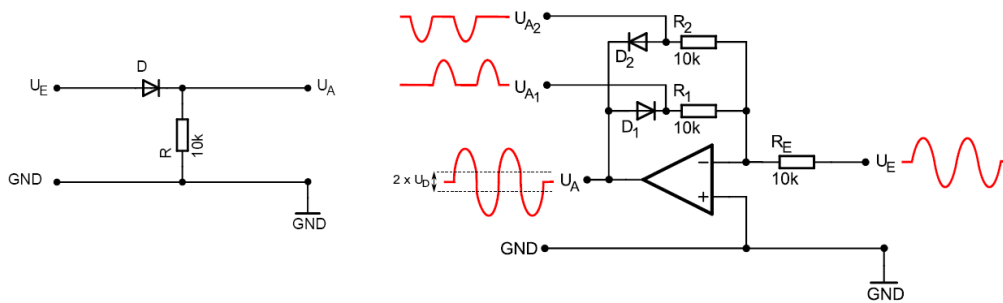 D
U_E
U_A
R
10k
GND
GND
U_A2
R_2
D_2
10k
U_A1
R_1
D_1
10k
R_E
10k
U_E
−
+
2 x U_D
U_A
GND
GND